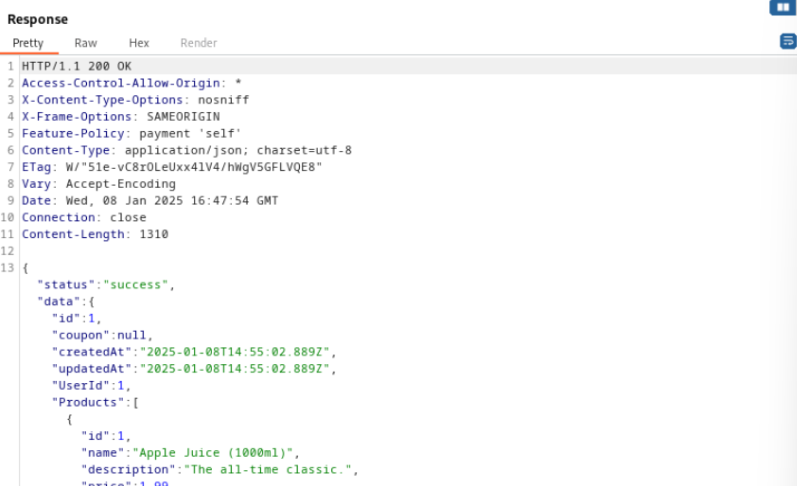 Response
Pretty Raw Hex Render
1 HTTP/1.1 200 OK
2 Access-Control-Allow-Origin: *
3 X-Content-Type-Options: nosniff
4 X-Frame-Options: SAMEORIGIN
5 Feature-Policy: payment 'self'
6 Content-Type: application/json; charset=utf-8
7 ETag: W/"51e-vC8rOLeUxx4lV4/hWgV5GFLVQE8"
8 Vary: Accept-Encoding
9 Date: Wed, 08 Jan 2025 16:47:54 GMT
10 Connection: close
11 Content-Length: 1310
12
13 {
"status":"success",
"data":{
"id":1,
"coupon":null,
"createdAt":"2025-01-08T14:55:02.889Z",
"updatedAt":"2025-01-08T14:55:02.889Z",
"UserId":1,
"Products":[
{
"id":1,
"name":"Apple Juice (1000ml)",
"description":"The all-time classic.",
"price":1.99,